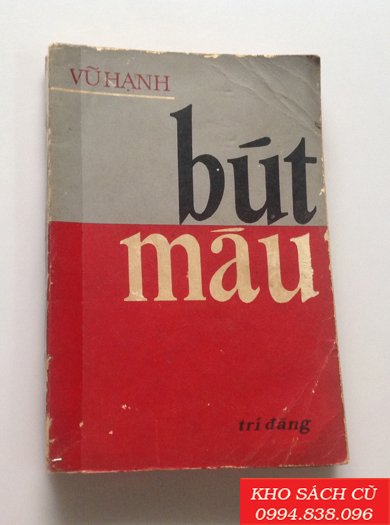 VŨ HẠNH
bút
máu
trí đăng
KHO SÁCH CŨ
0994.838.096